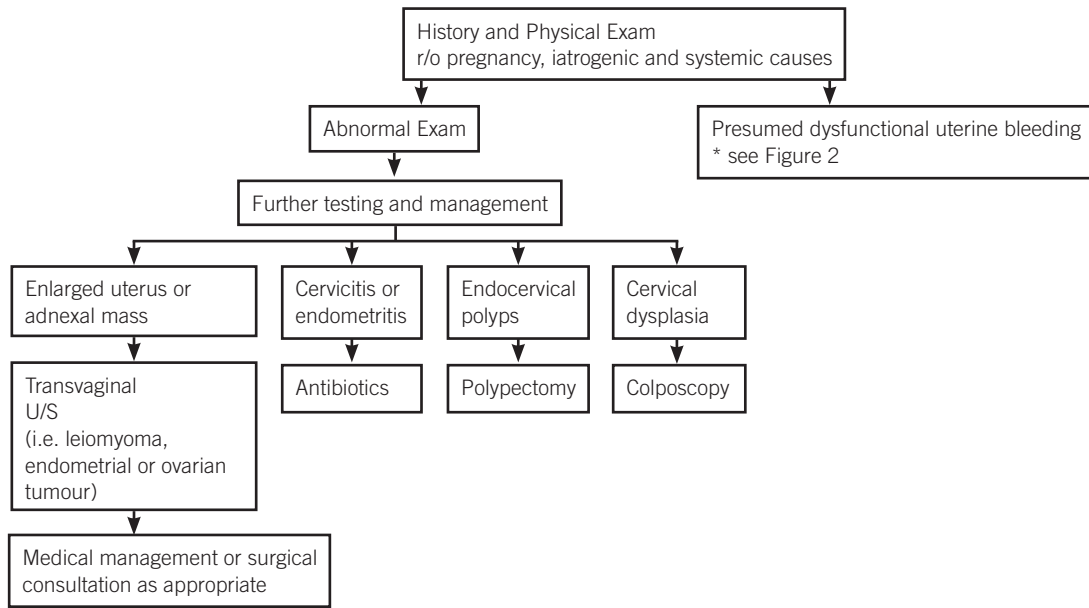 History and Physical Exam
r/o pregnancy, iatrogenic and systemic causes
Abnormal Exam
Presumed dysfunctional uterine bleeding
* see Figure 2
Further testing and management
Enlarged uterus or
adnexal mass
Cervicitis or
endometritis
Endocervical
polyps
Cervical
dysplasia
Transvaginal
U/S
(i.e. leiomyoma,
endometrial or ovarian
tumour)
Antibiotics
Polypectomy
Colposcopy
Medical management or surgical
consultation as appropriate